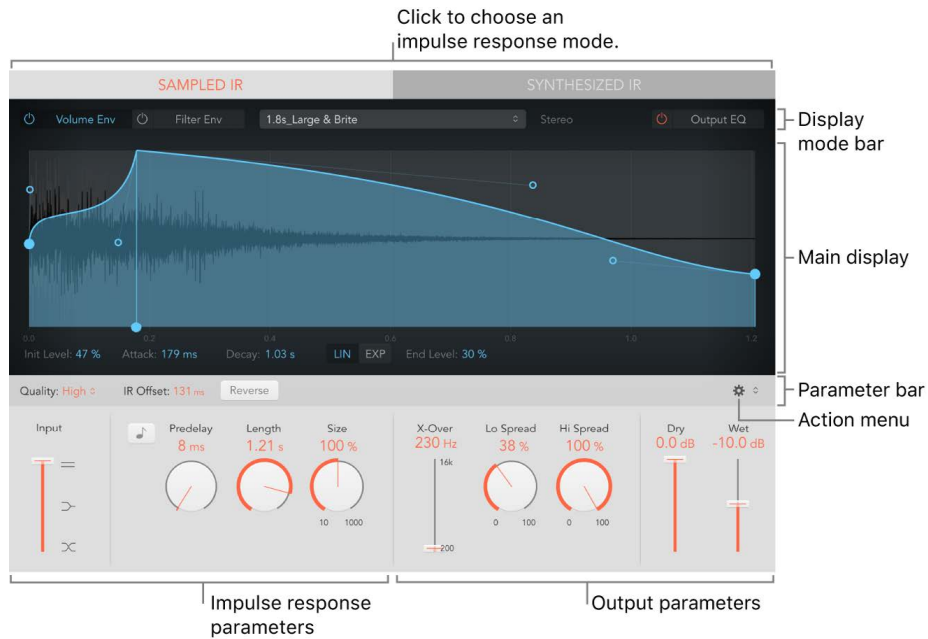 Click to choose an
impulse response mode.
SAMPLED IR
SYNTHESIZED IR
Volume Env
Filter Env
1.8s_Large & Brite
Stereo
Output EQ
Display
mode bar
Main display
0.0 0.2 0.4 0.6 0.8 1.0 1.2
Init Level: 47 % Attack: 179 ms Decay: 1.03 s LIN EXP End Level: 30 %
Quality: High IR Offset: 131 ms Reverse
Parameter bar
Action menu
Input
Predelay Length Size
8 ms 1.21 s 100 %
10 1000
X-Over Lo Spread Hi Spread
230 Hz 38 % 100 %
16k
200
0 100 0 100
Dry Wet
0.0 dB -10.0 dB
Impulse response
parameters
Output parameters